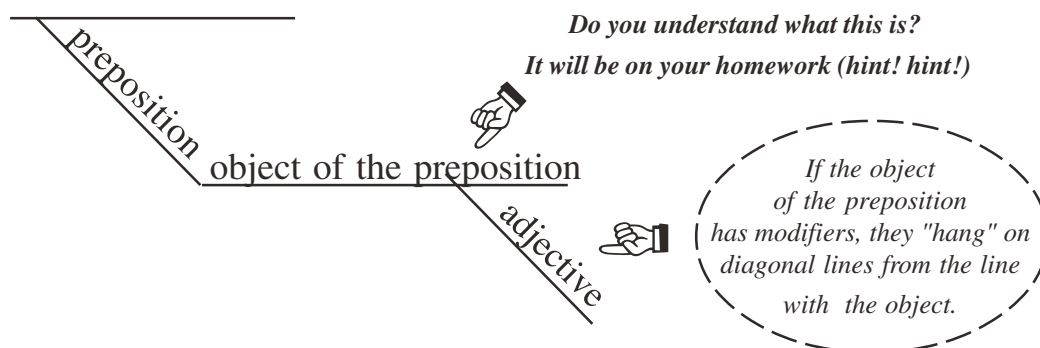 Do you understand what this is?
It will be on your homework (hint! hint!)
preposition
object of the preposition
adjective
If the object
of the preposition
has modifiers, they "hang" on
diagonal lines from the line
with the object.